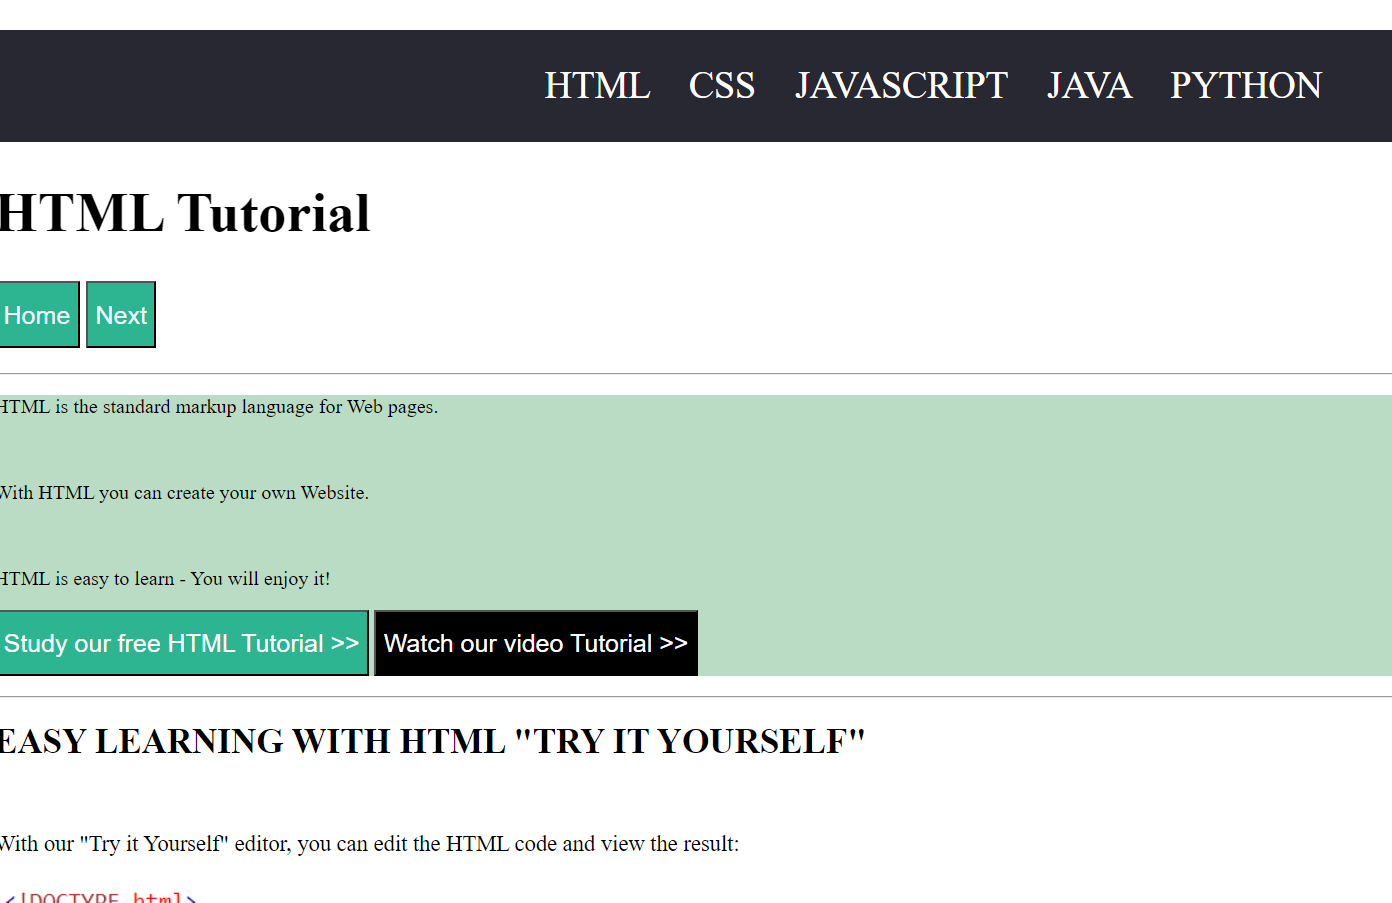 HTML CSS JAVASCRIPT JAVA PYTHON
HTML Tutorial
Home Next
HTML is the standard markup language for Web pages.
With HTML you can create your own Website.
HTML is easy to learn - You will enjoy it!
Study our free HTML Tutorial >> Watch our video Tutorial >>
EASY LEARNING WITH HTML "TRY IT YOURSELF"
With our "Try it Yourself" editor, you can edit the HTML code and view the result:
<!DOCTYPE html>